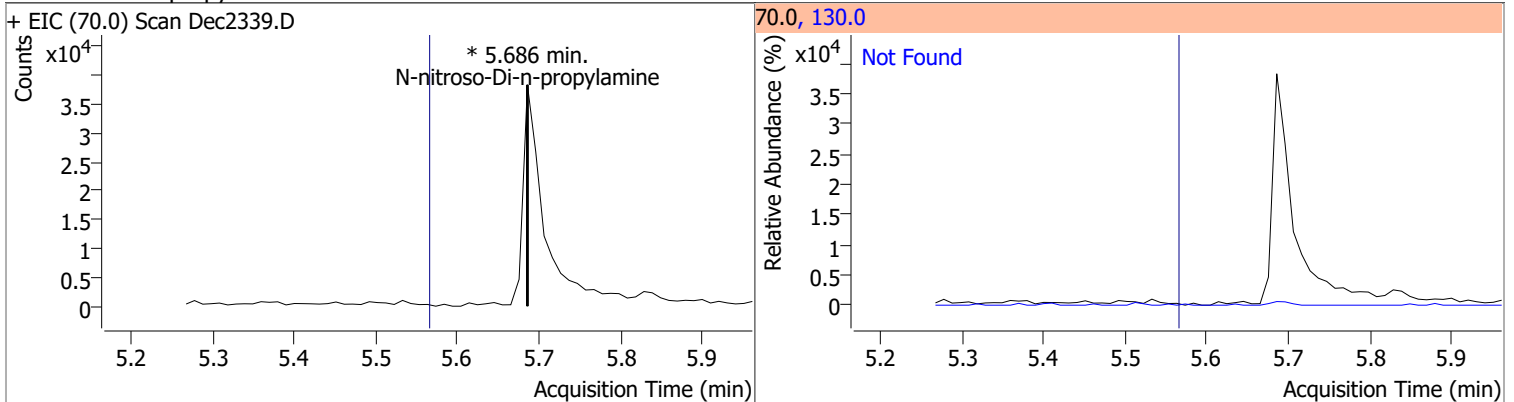 + EIC (70.0) Scan Dec2339.D
Counts
x10⁴
* 5.686 min.
N-nitroso-Di-n-propylamine
3.5
3
2.5
2
1.5
1
0.5
0
5.2 5.3 5.4 5.5 5.6 5.7 5.8 5.9
Acquisition Time (min)
70.0, 130.0
Relative Abundance (%)
x10⁴
Not Found
3.5
3
2.5
2
1.5
1
0.5
0
5.2 5.3 5.4 5.5 5.6 5.7 5.8 5.9
Acquisition Time (min)